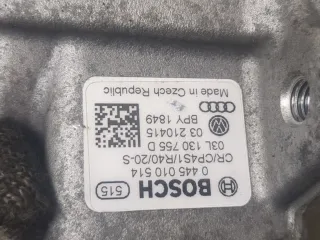 BOSCH 515
0 445 010 514
CR/CP4S1/R40/20-S
03L 130 755 D
03 210415
BPY 1849
Made in Czech Republic